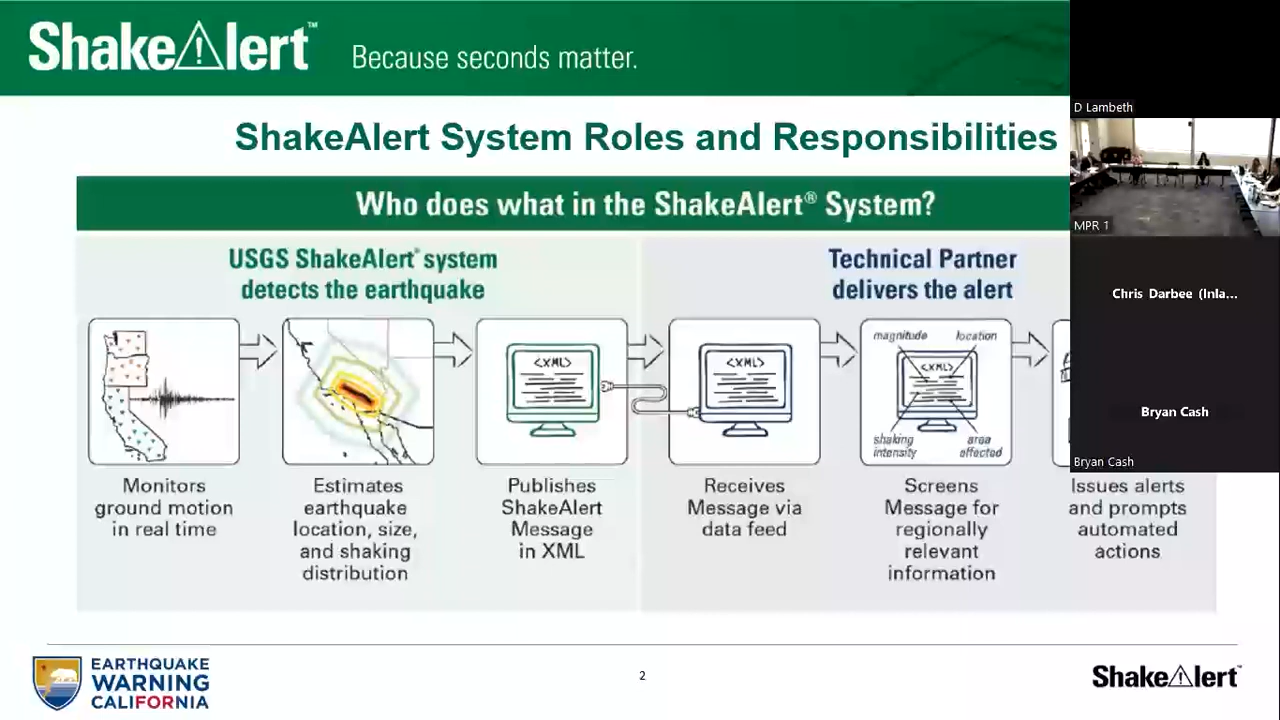 ShakeAlert™ Because seconds matter.
ShakeAlert System Roles and Responsibilities
Who does what in the ShakeAlert® System?
USGS ShakeAlert® system
detects the earthquake
Technical Partner
delivers the alert
<XML>
<XML>
magnitude location
<XML>
shaking
intensity
area
affected
Monitors
ground motion
in real time
Estimates
earthquake
location, size,
and shaking
distribution
Publishes
ShakeAlert
Message
in XML
Receives
Message via
data feed
Screens
Message for
regionally
relevant
information
Issues alerts
and prompts
automated
actions
EARTHQUAKE
WARNING
CALIFORNIA
2
ShakeAlert™
D Lambeth
MPR 1
Chris Darbee (Inla...
Bryan Cash
Bryan Cash